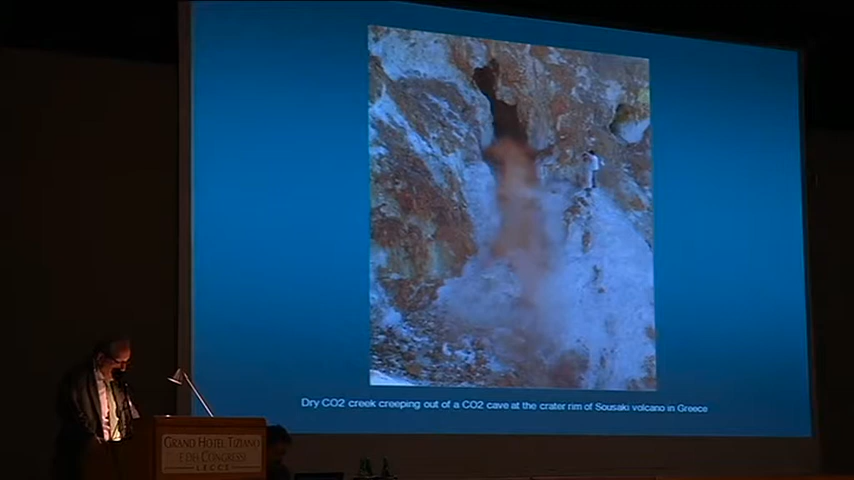 Dry CO2 creek creeping out of a CO2 cave at the crater rim of Sousaki volcano in Greece
GRAND HOTEL TIZIANO
E DEI CONGRESSI
LECCE